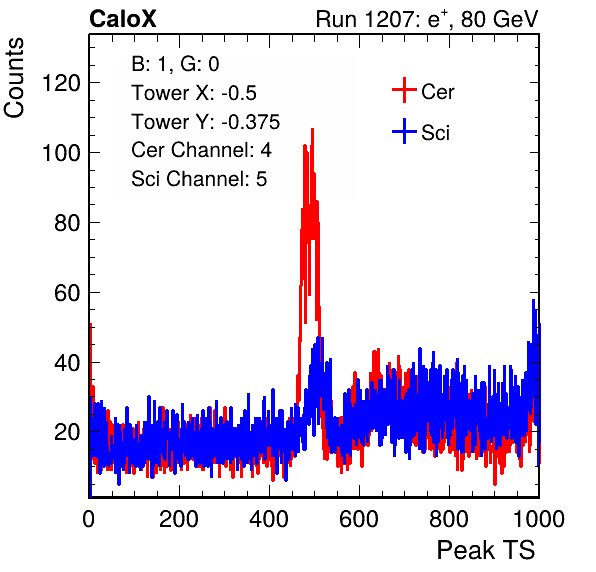 CaloX Run 1207: e+, 80 GeV
Counts
B: 1, G: 0
Tower X: -0.5
Tower Y: -0.375
Cer Channel: 4
Sci Channel: 5
Cer
Sci
120
100
80
60
40
20
0 200 400 600 800 1000
Peak TS